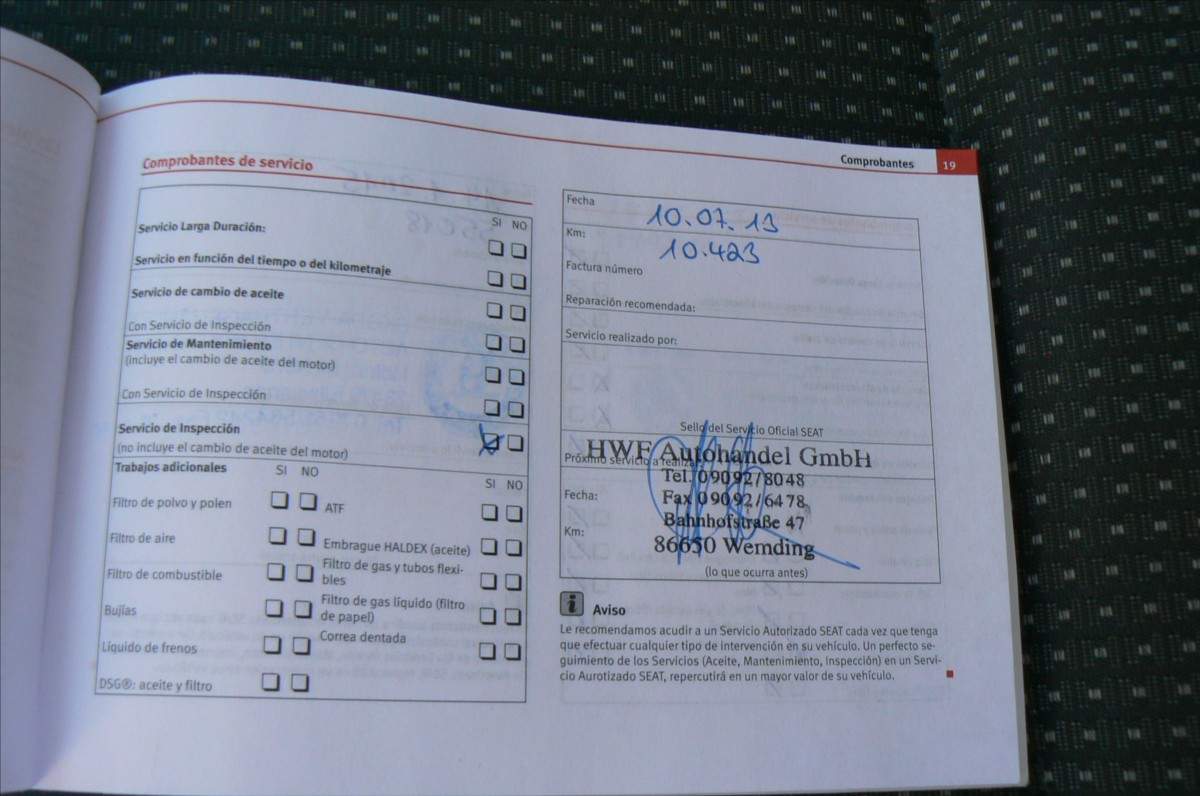 Comprobantes 19
Comprobantes de servicio
SI NO
Servicio Larga Duración:
Servicio en función del tiempo o del kilometraje
Servicio de cambio de aceite
Con Servicio de Inspección
Servicio de Mantenimiento
(incluye el cambio de aceite del motor)
Con Servicio de Inspección
Servicio de Inspección
(no incluye el cambio de aceite del motor)
Trabajos adicionales SI NO
SI NO
Filtro de polvo y polen
ATF
Filtro de aire
Embrague HALDEX (aceite)
Filtro de combustible
Filtro de gas y tubos flexi-
bles
Bujías
Filtro de gas líquido (filtro
de papel)
Líquido de frenos
Correa dentada
DSG®: aceite y filtro
Fecha 10.07.13
Km: 10.423
Factura número
Reparación recomendada:
Servicio realizado por:
Sello del Servicio Oficial SEAT
HWF Autohandel GmbH
Próximo servicio a realizar
Tel. 09092/8048
Fecha: Fax 09092/6478
Bahnhofstraße 47
Km:
86650 Wemding
(lo que ocurra antes)
i Aviso
Le recomendamos acudir a un Servicio Autorizado SEAT cada vez que tenga
que efectuar cualquier tipo de intervención en su vehículo. Un perfecto se-
guimiento de los Servicios (Aceite, Mantenimiento, Inspección) en un Servi-
cio Aurotizado SEAT, repercutirá en un mayor valor de su vehículo.